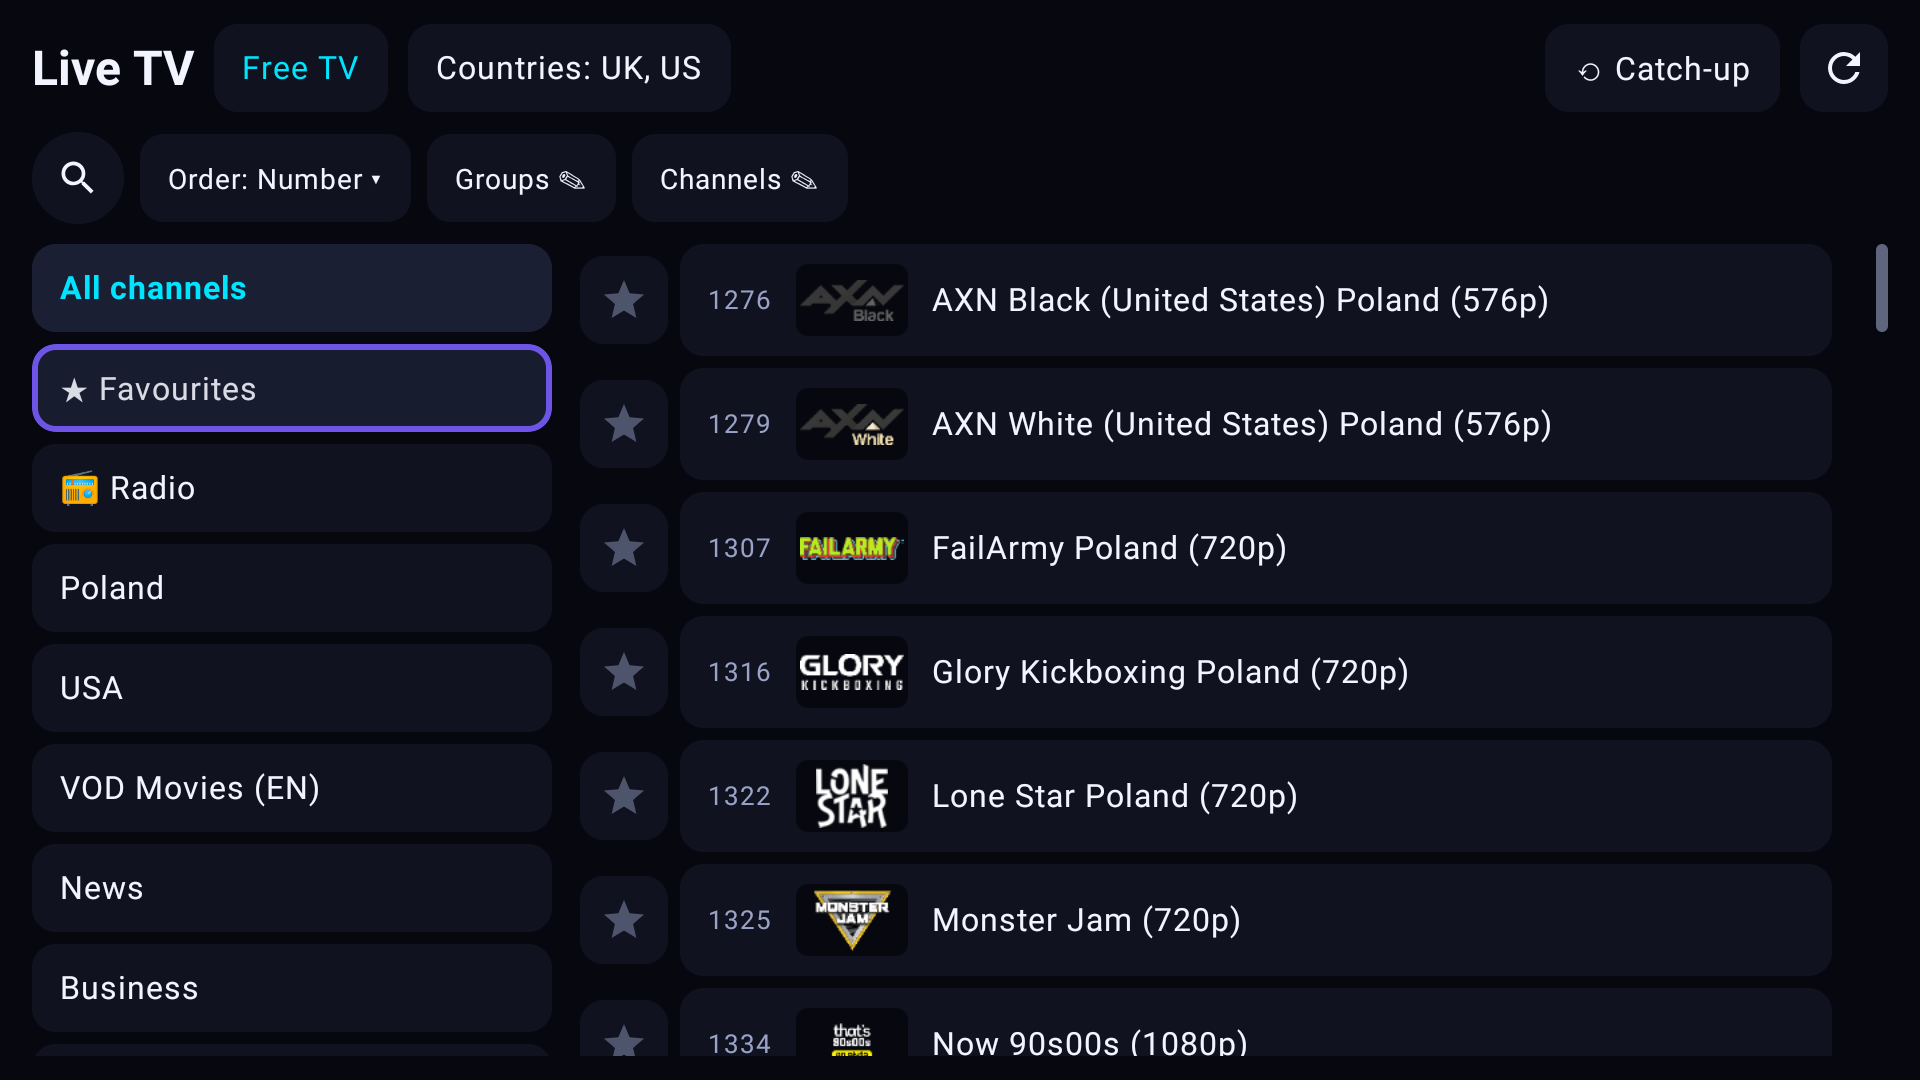 Live TV
Free TV
Countries: UK, US
Catch-up
Order: Number ▾
Groups ✎
Channels ✎
All channels
★ Favourites
📻 Radio
Poland
USA
VOD Movies (EN)
News
Business
1276 AXN Black AXN Black (United States) Poland (576p)
1279 AXN White AXN White (United States) Poland (576p)
1307 FAILARMY FailArmy Poland (720p)
1316 GLORY KICKBOXING Glory Kickboxing Poland (720p)
1322 LONE STAR Lone Star Poland (720p)
1325 MONSTER JAM Monster Jam (720p)
1334 that's 90s00s Now 90s00s (1080p)